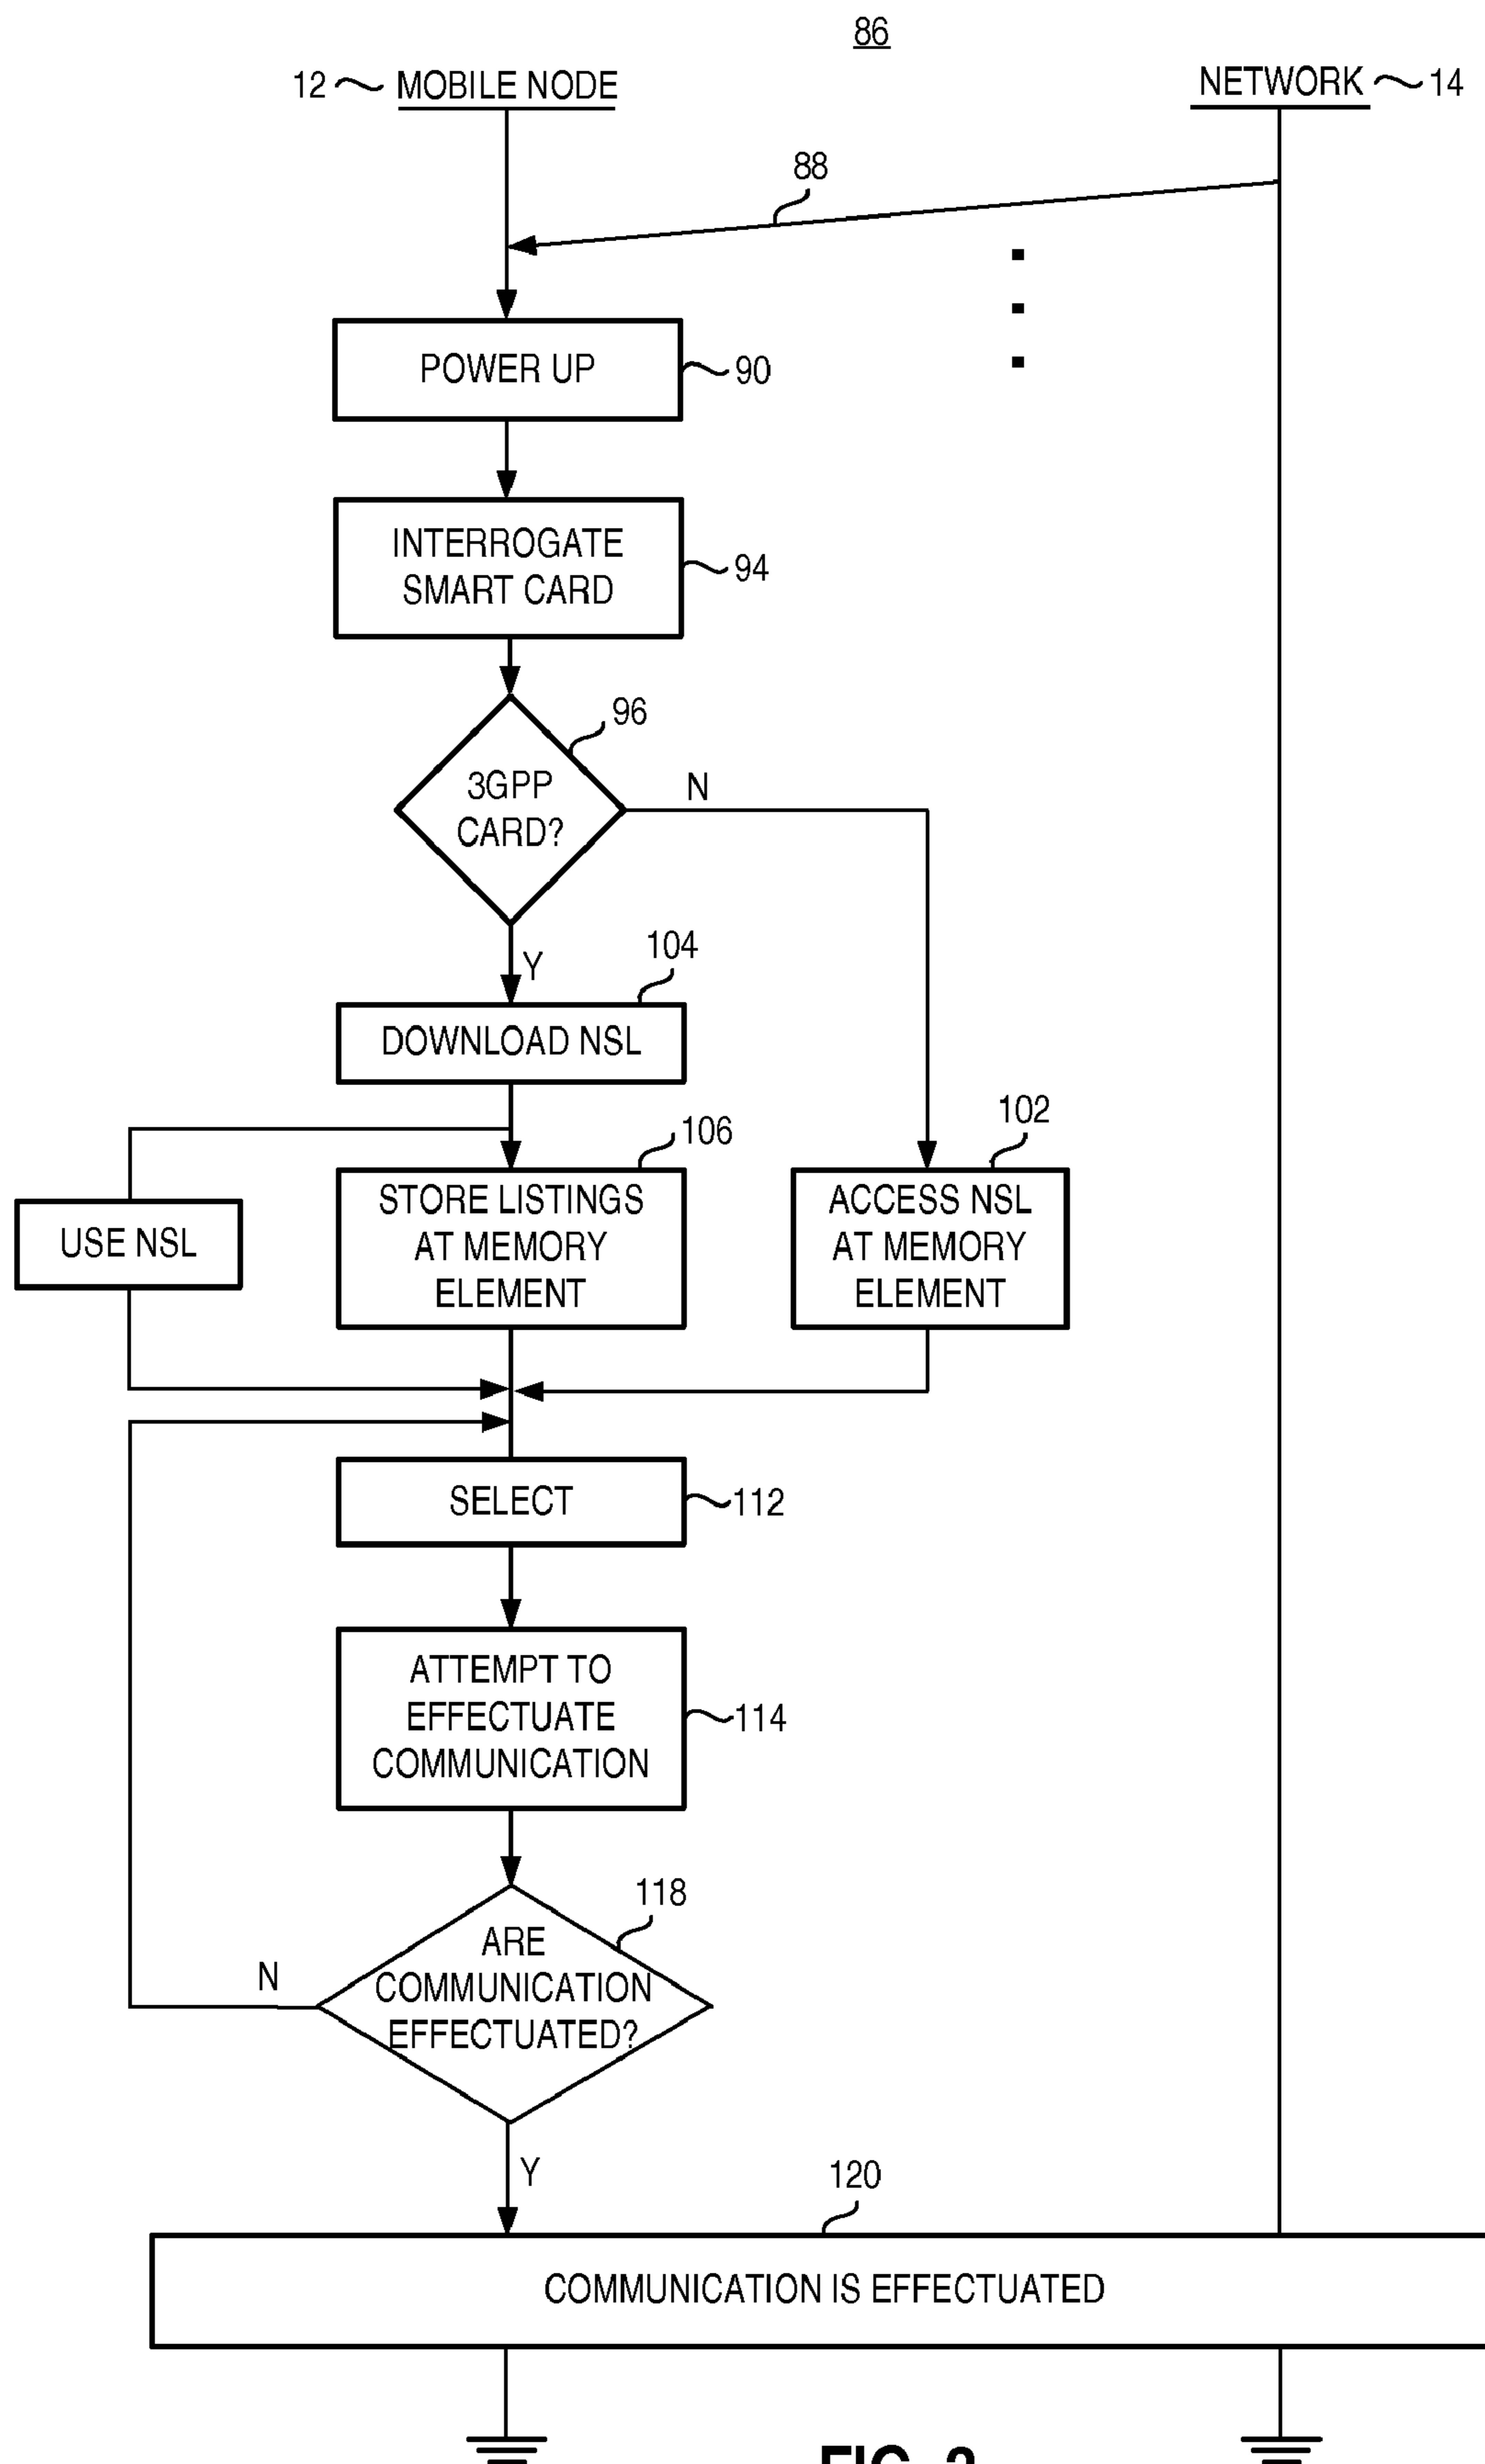 86
12 MOBILE NODE
NETWORK 14
88
POWER UP
90
INTERROGATE
SMART CARD
94
96
3GPP
CARD?
N
Y
104
DOWNLOAD NSL
106
102
USE NSL
STORE LISTINGS
AT MEMORY
ELEMENT
ACCESS NSL
AT MEMORY
ELEMENT
SELECT
112
ATTEMPT TO
EFFECTUATE
COMMUNICATION
114
118
ARE
COMMUNICATION
EFFECTUATED?
N
Y
120
COMMUNICATION IS EFFECTUATED
FIG.